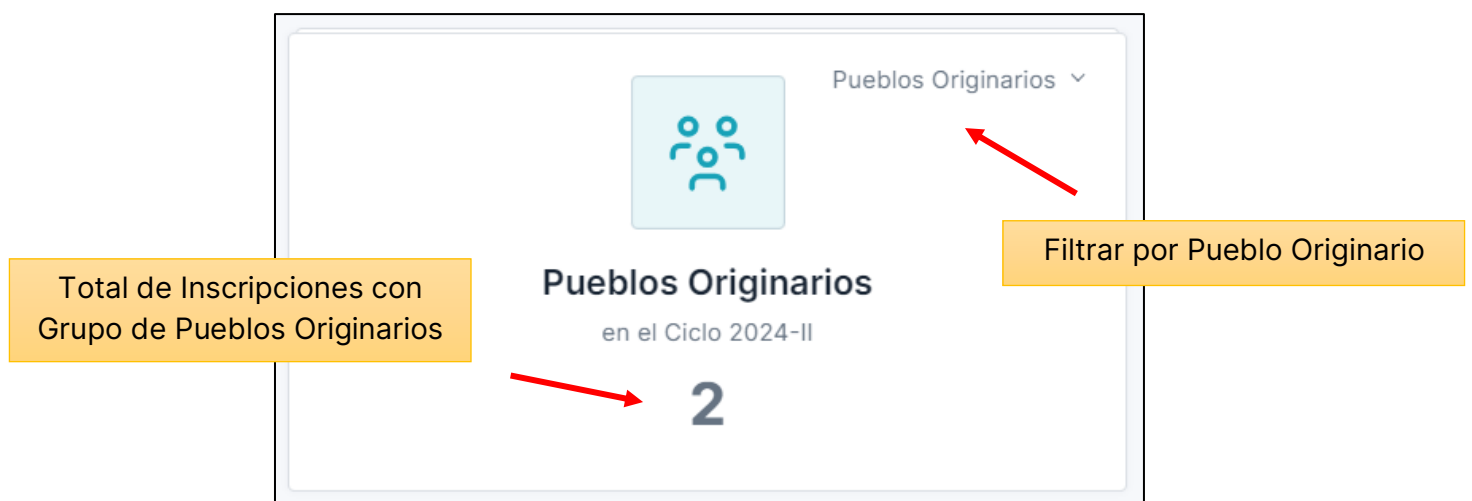 Pueblos Originarios
Filtrar por Pueblo Originario
Pueblos Originarios
en el Ciclo 2024-II
Total de Inscripciones con
Grupo de Pueblos Originarios
2